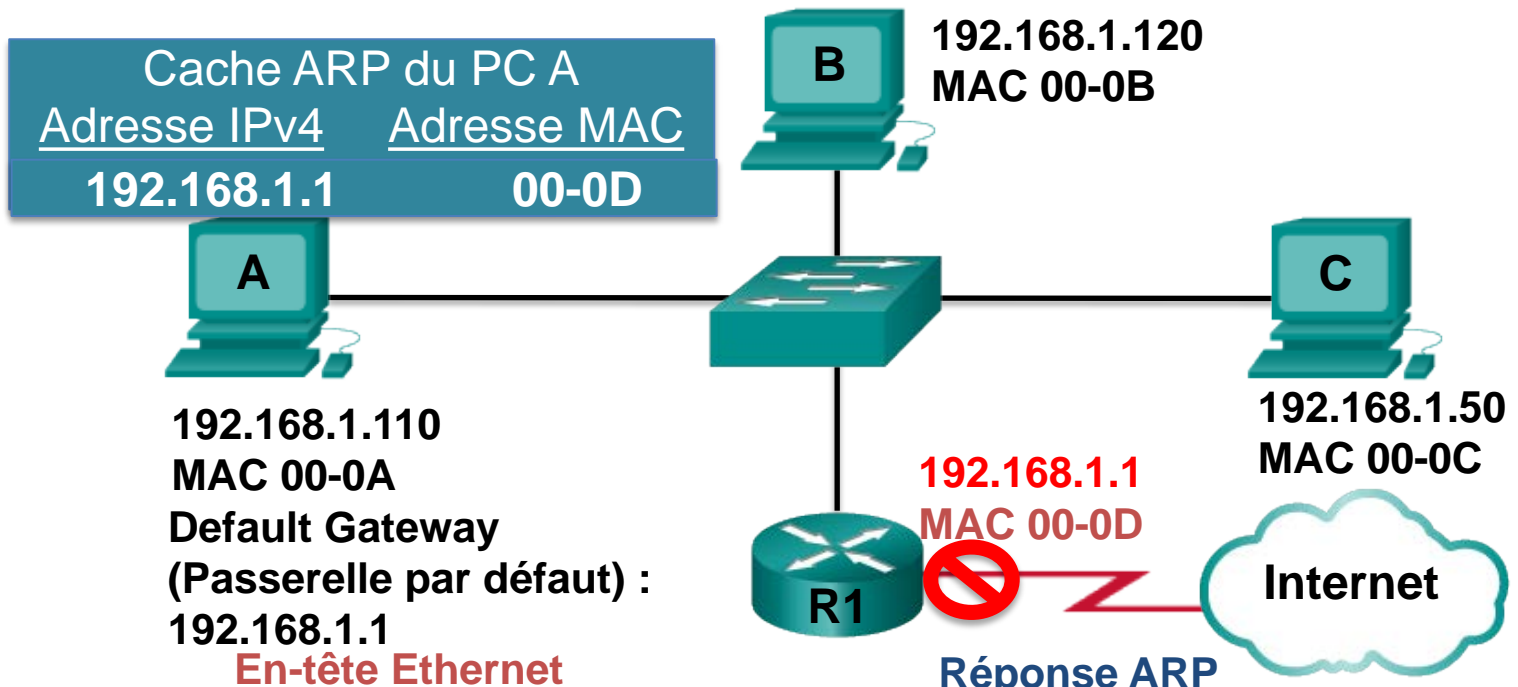 Cache ARP du PC A
Adresse IPv4 Adresse MAC
192.168.1.1 00-0D
B
192.168.1.120
MAC 00-0B
A
C
192.168.1.110
MAC 00-0A
Default Gateway
(Passerelle par défaut) :
192.168.1.1
192.168.1.50
MAC 00-0C
192.168.1.1
MAC 00-0D
R1
Internet
En-tête Ethernet
Réponse ARP